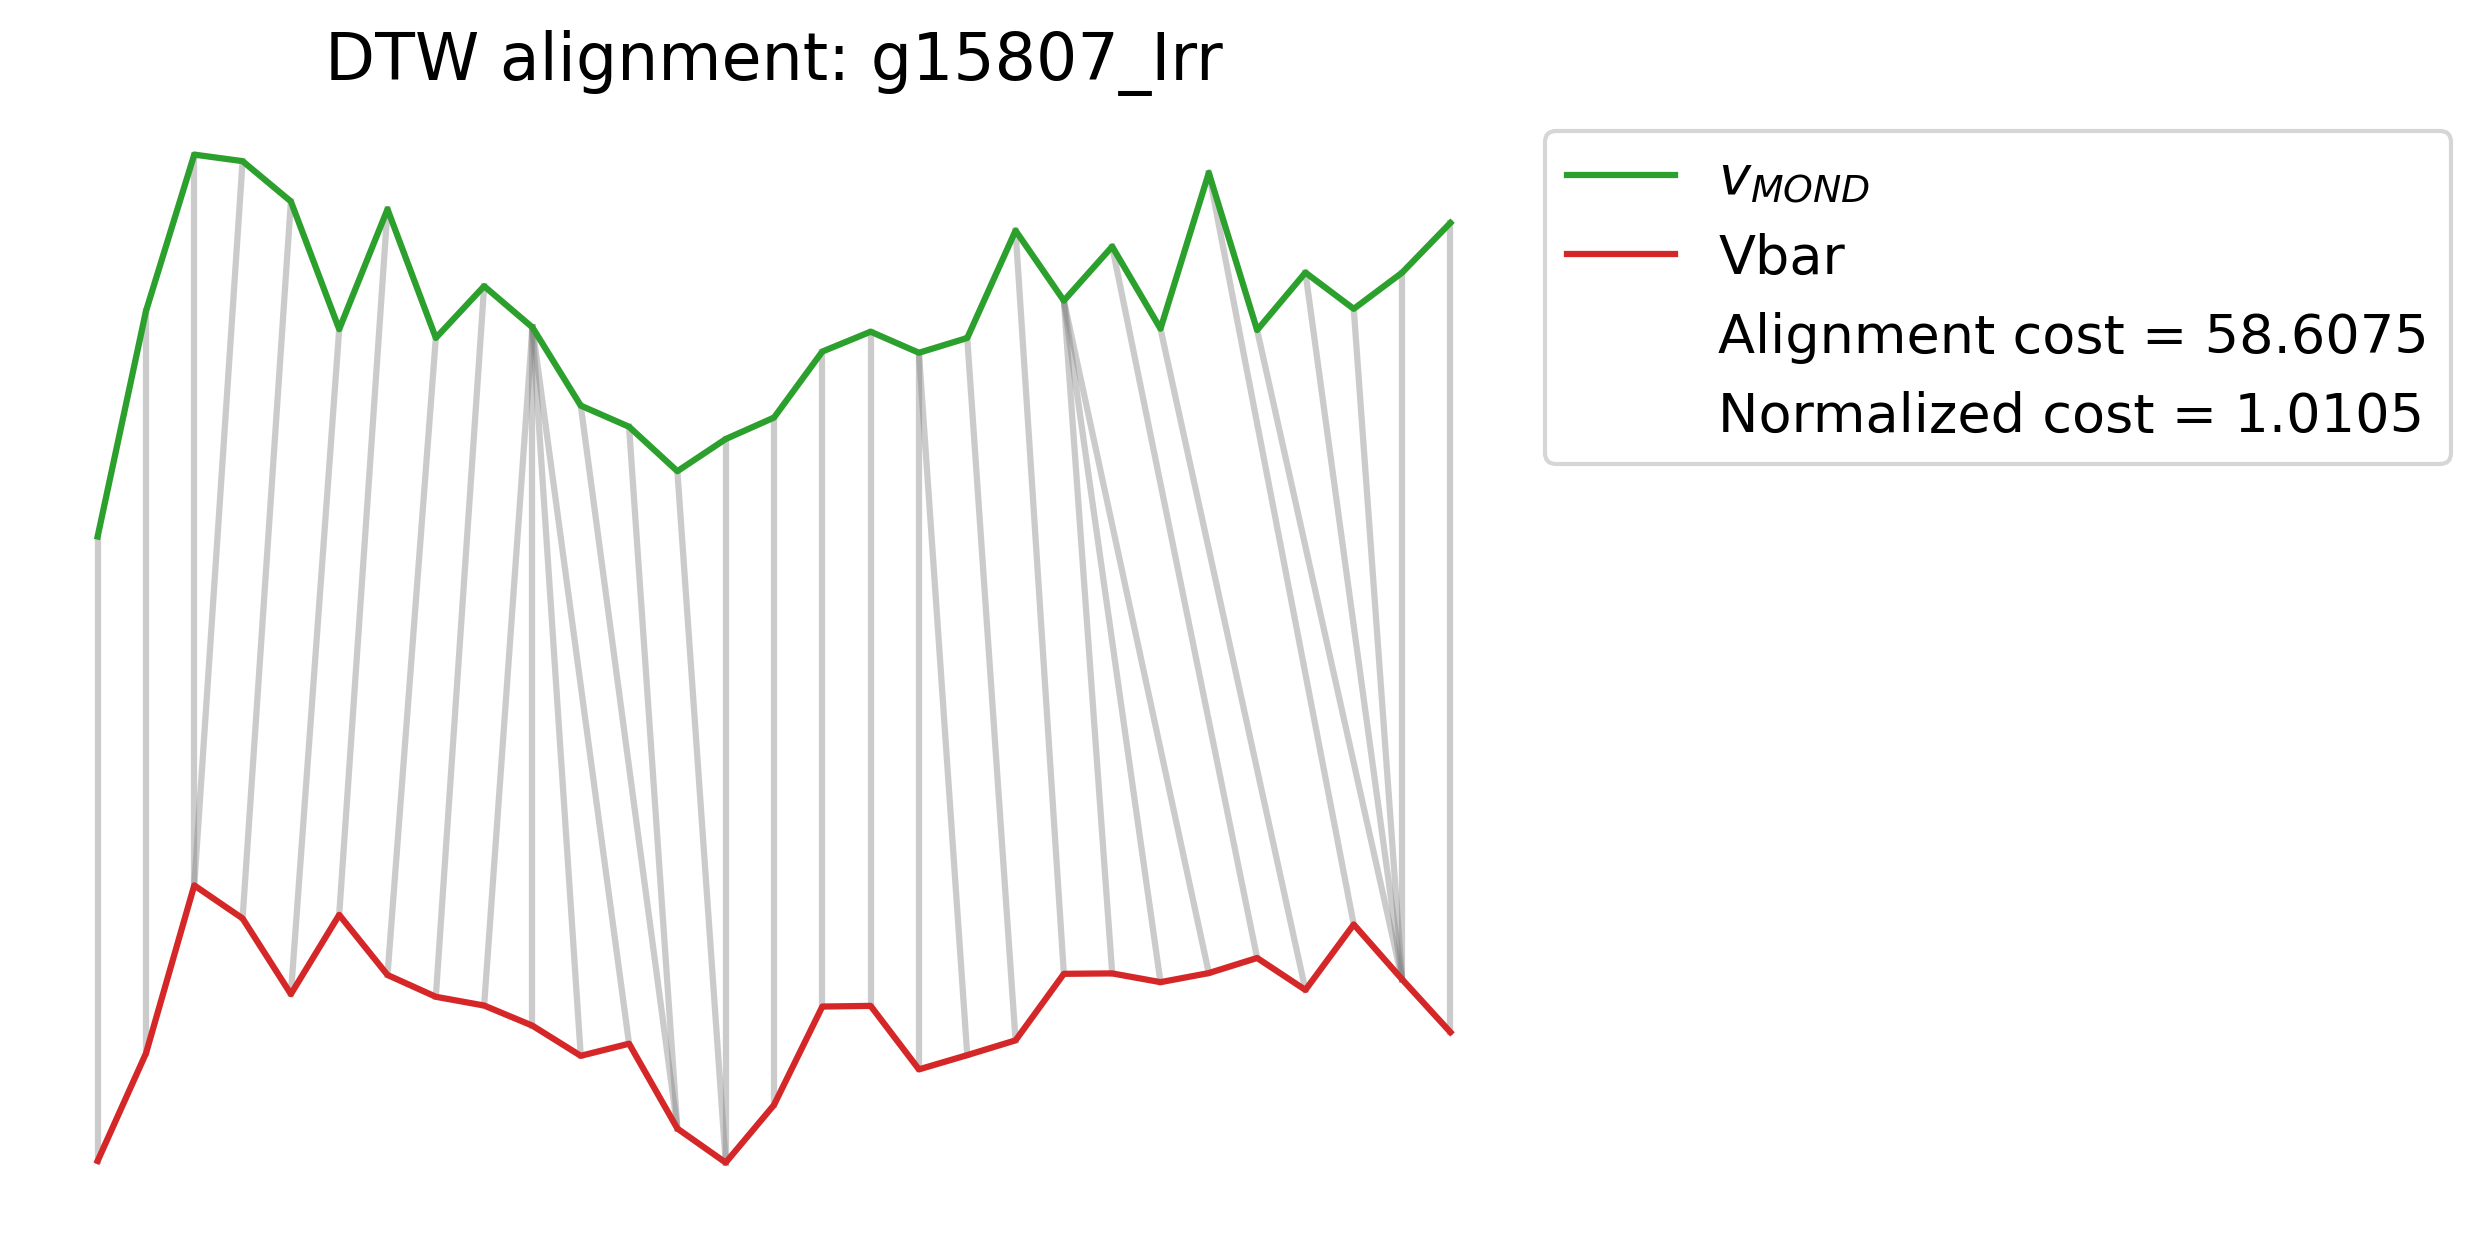 DTW alignment: g15807_Irr
v_MOND
Vbar
Alignment cost = 58.6075
Normalized cost = 1.0105